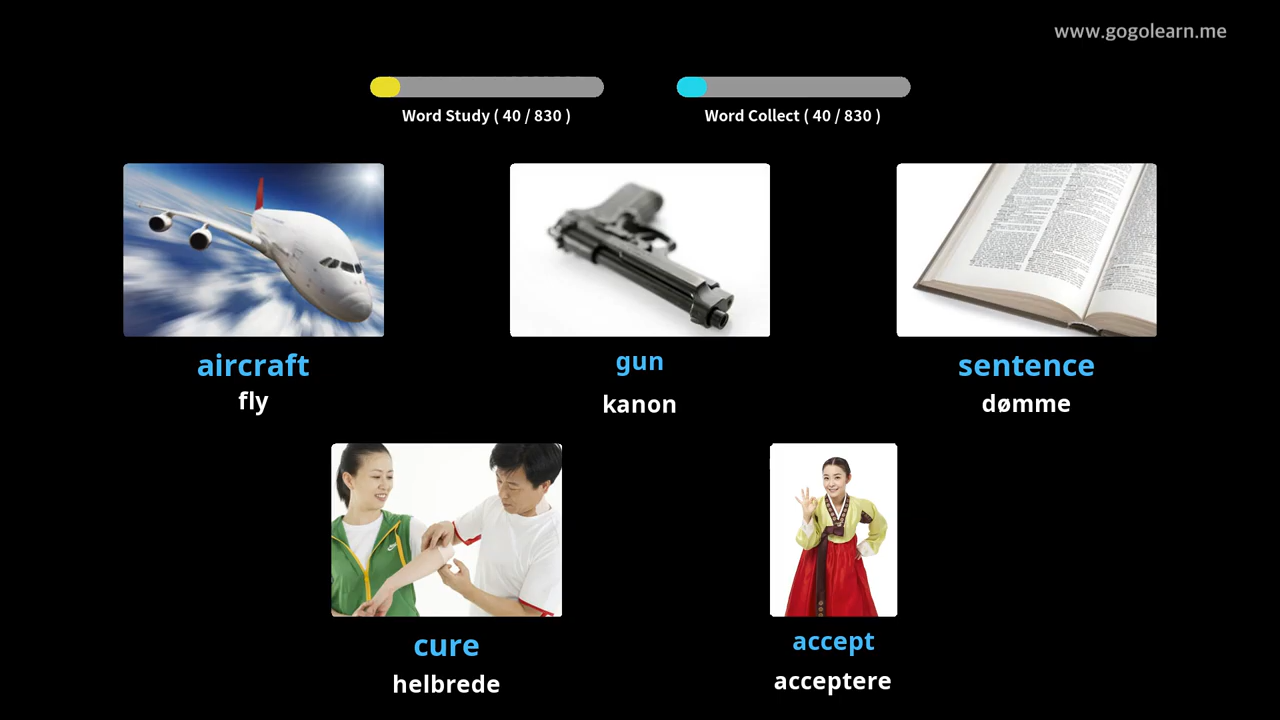 www.gogolearn.me
Word Study ( 40 / 830 )
Word Collect ( 40 / 830 )
aircraft
fly
gun
kanon
sentence
dømme
cure
helbrede
accept
acceptere